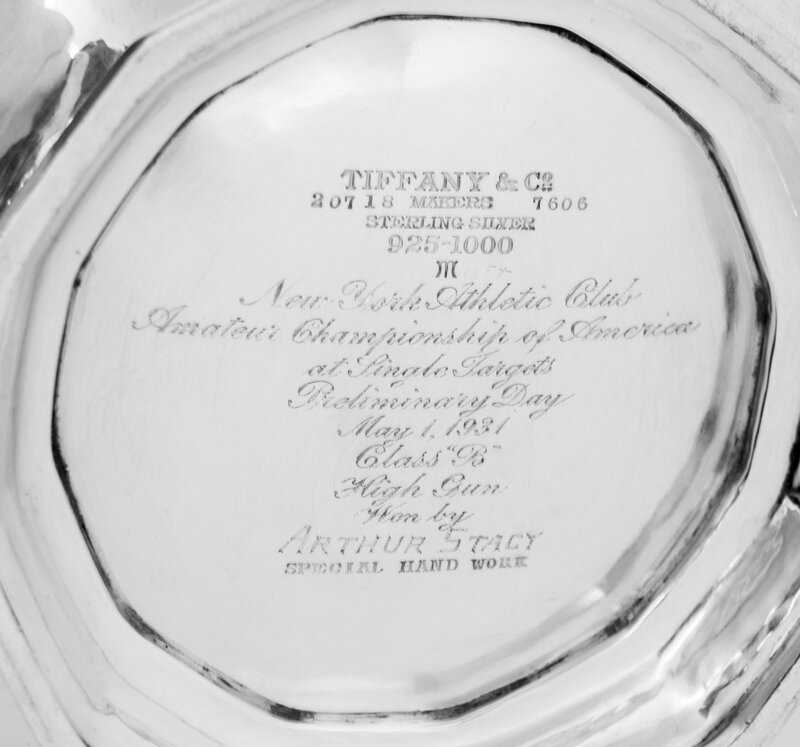 TIFFANY & Co
20718 MAKERS 7606
STERLING SILVER
925-1000
M
New York Athletic Club
Amateur Championship of America
at Single Targets
Preliminary Day
May 1, 1931
Class "B"
High Gun
Won by
ARTHUR STACY
SPECIAL HAND WORK